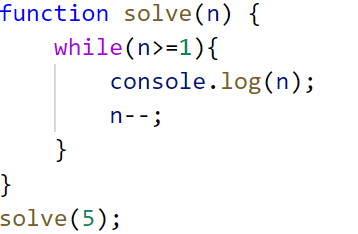 function solve(n) {
    while(n>=1){
        console.log(n);
        n--;
    }
}
solve(5);